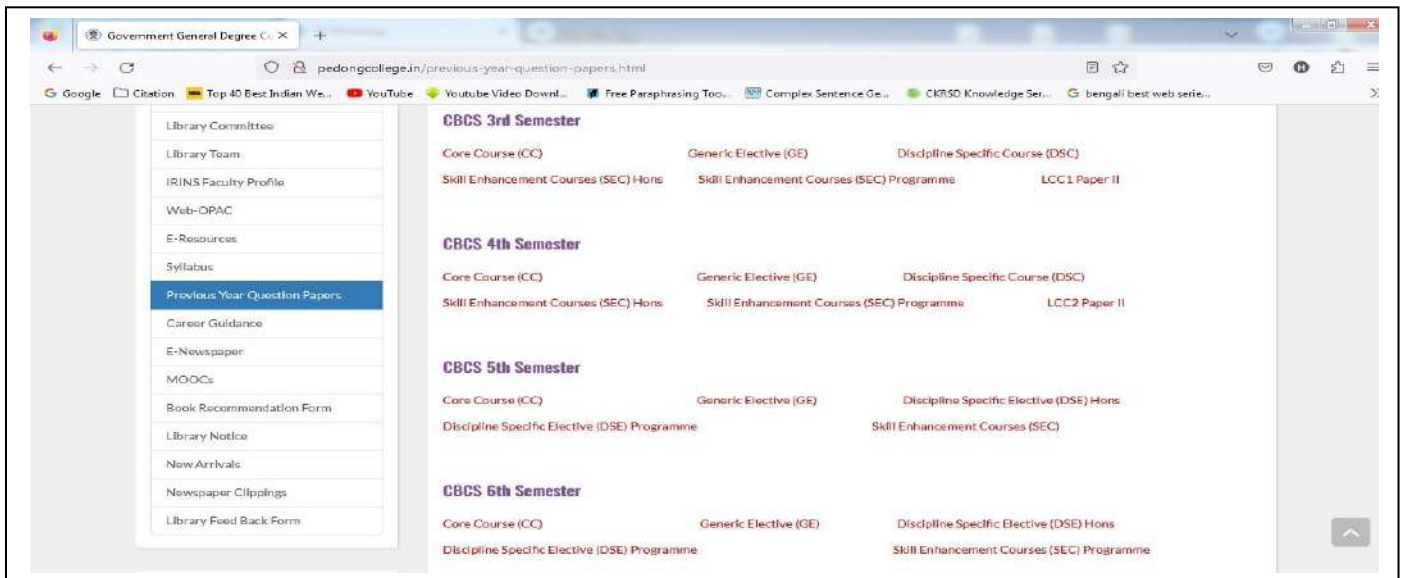 Government General Degree Co
pedongcollege.in/previous-year-question-papers.html
Google Citation Top 40 Best Indian We... YouTube Youtube Video Downl... Free Paraphrasing Too... Complex Sentence Ge... CKRSD Knowledge Ser... bengali best web serie...
Library Committee
Library Team
IRINS Faculty Profile
Web-OPAC
E-Resources
Syllabus
Previous Year Question Papers
Career Guidance
E-Newspaper
MOOCs
Book Recommendation Form
Library Notice
New Arrivals
Newspaper Clippings
Library Feed Back Form
CBCS 3rd Semester
Core Course (CC) Generic Elective (GE) Discipline Specific Course (DSC)
Skill Enhancement Courses (SEC) Hons Skill Enhancement Courses (SEC) Programme LCC1 Paper II
CBCS 4th Semester
Core Course (CC) Generic Elective (GE) Discipline Specific Course (DSC)
Skill Enhancement Courses (SEC) Hons Skill Enhancement Courses (SEC) Programme LCC2 Paper II
CBCS 5th Semester
Core Course (CC) Generic Elective (GE) Discipline Specific Elective (DSE) Hons
Discipline Specific Elective (DSE) Programme Skill Enhancement Courses (SEC)
CBCS 6th Semester
Core Course (CC) Generic Elective (GE) Discipline Specific Elective (DSE) Hons
Discipline Specific Elective (DSE) Programme Skill Enhancement Courses (SEC) Programme